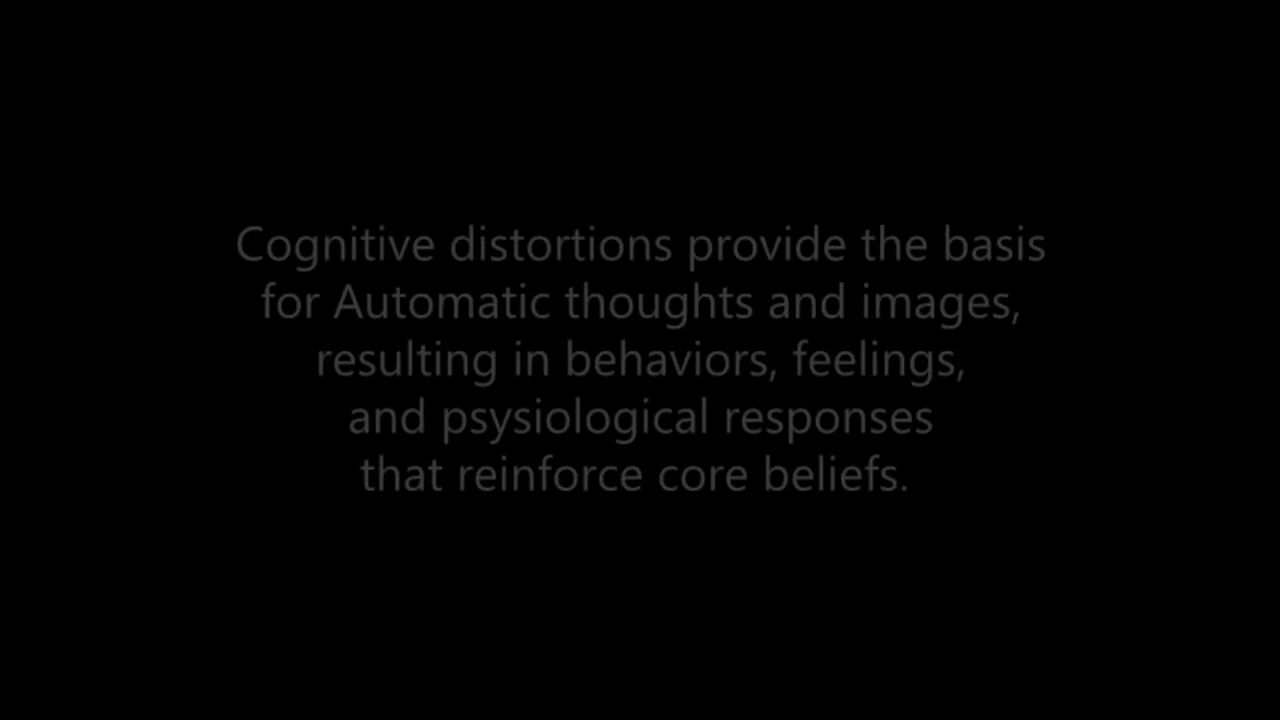 Cognitive distortions provide the basis
for Automatic thoughts and images,
resulting in behaviors, feelings,
and psysiological responses
that reinforce core beliefs.